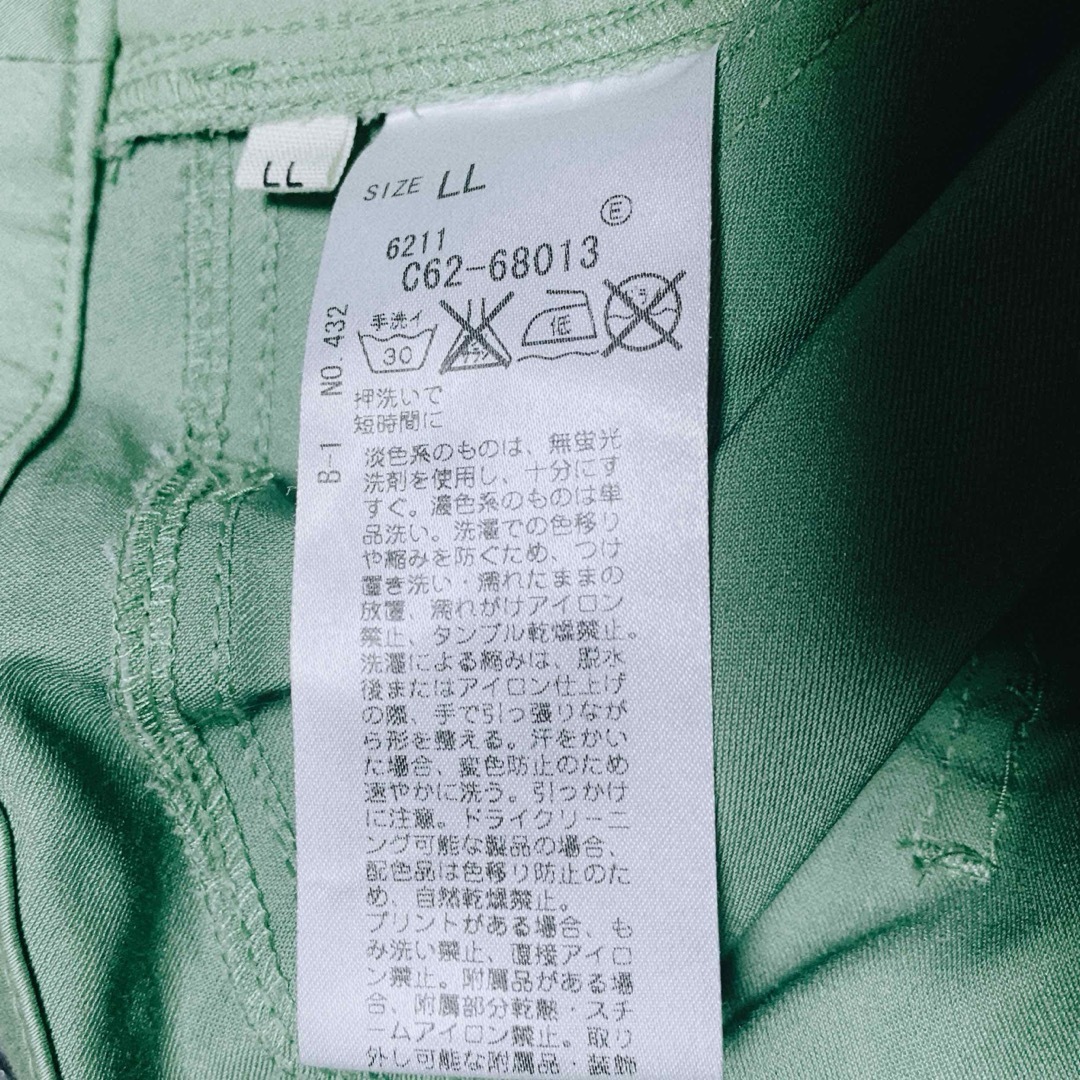 LL
SIZE LL
E
6211
C62-68013
手洗イ
30
低
NO.432
B-1
押洗いで
短時間に
淡色系のものは、無蛍光
洗剤を使用し、十分にす
すぐ。濃色系のものは単
品洗い。洗濯での色移り
や縮みを防ぐため、つけ
置き洗い・濡れたままの
放置、濡れがけアイロン
禁止、タンブル乾燥禁止。
洗濯による縮みは、脱水
後またはアイロン仕上げ
の際、手で引っ張りなが
ら形を整える。汗をかい
た場合、変色防止のため
速やかに洗う。引っかけ
に注意。ドライクリーニ
ング可能な製品の場合、
配色品は色移り防止のた
め、自然乾燥禁止。
プリントがある場合、も
み洗い禁止、直接アイロ
ン禁止。附属品がある場
合、附属部分乾熱・スチ
ームアイロン禁止。取り
外し可能な附属品・装飾